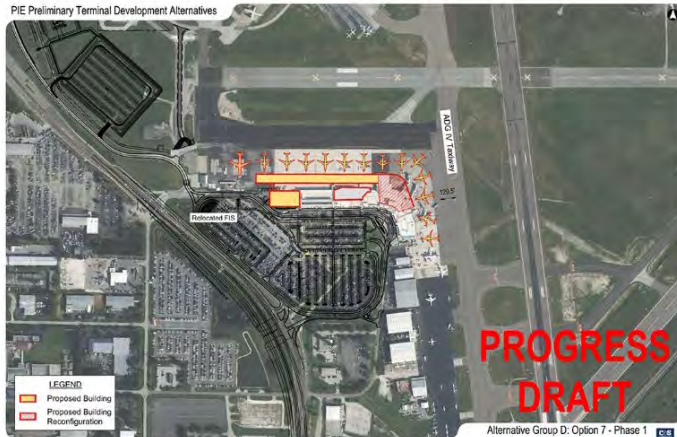 PIE Preliminary Terminal Development Alternatives
ADG IV Taxiway
129.5'
Relocated FIS
LEGEND
Proposed Building
Proposed Building
Reconfiguration
PROGRESS
DRAFT
Alternative Group D: Option 7 - Phase 1